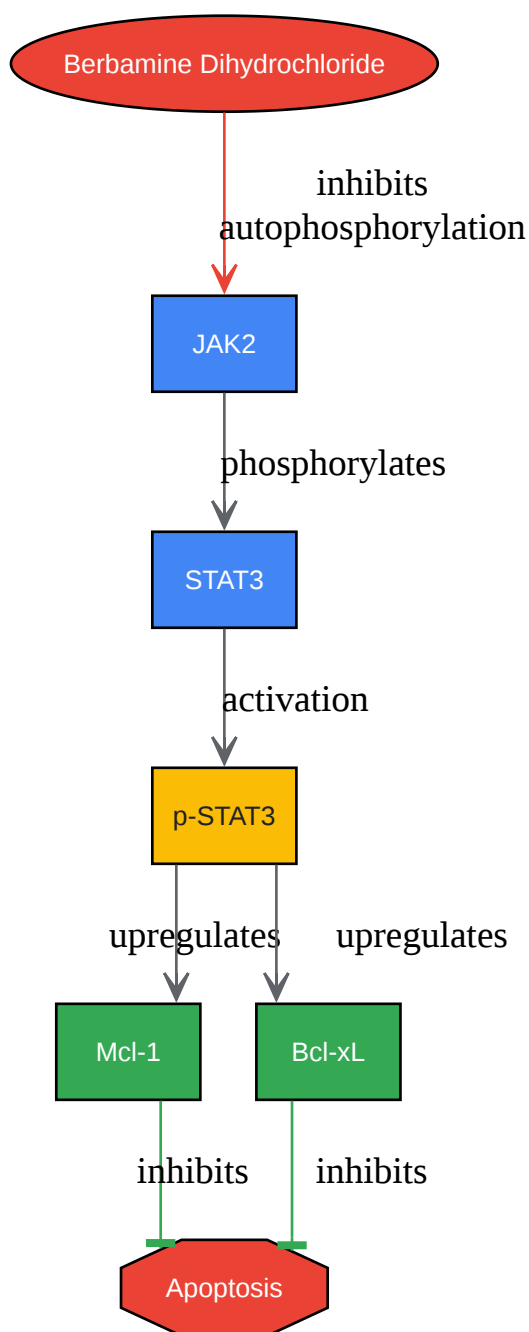 Berbamine Dihydrochloride
inhibits
autophosphorylation
JAK2
phosphorylates
STAT3
activation
p-STAT3
upregulates
upregulates
Mcl-1
Bcl-xL
inhibits
inhibits
Apoptosis